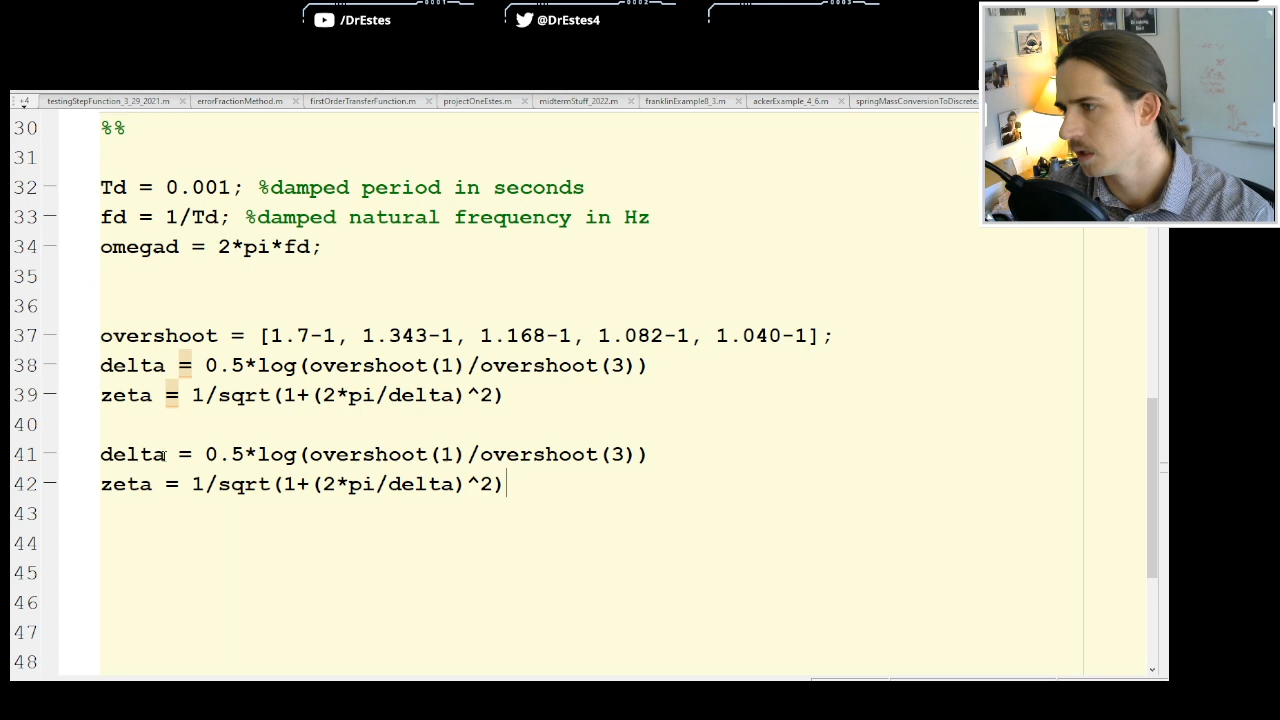 0001 0002 0003
/DrEstes @DrEstes4
+4 testingStepFunction_3_29_2021.m errorFractionMethod.m firstOrderTransferFunction.m projectOneEstes.m midtermStuff_2022.m franklinExample8_3.m ackerExample_4_6.m springMassConversionToDiscrete.
30 %%
31
32 Td = 0.001; %damped period in seconds
33 fd = 1/Td; %damped natural frequency in Hz
34 omegad = 2*pi*fd;
35
36
37 overshoot = [1.7-1, 1.343-1, 1.168-1, 1.082-1, 1.040-1];
38 delta = 0.5*log(overshoot(1)/overshoot(3))
39 zeta = 1/sqrt(1+(2*pi/delta)^2)
40
41 delta = 0.5*log(overshoot(1)/overshoot(3))
42 zeta = 1/sqrt(1+(2*pi/delta)^2)
43
44
45
46
47
48